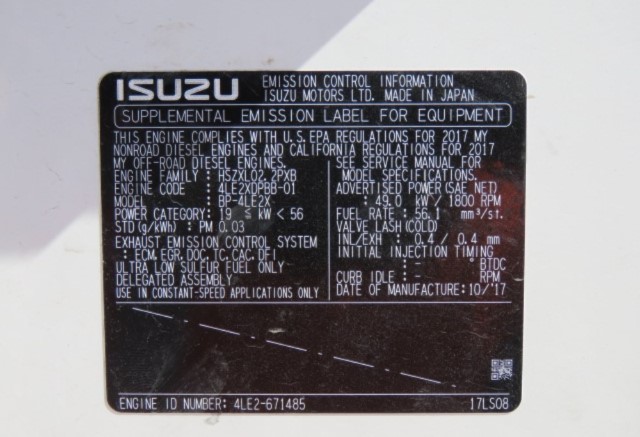 ISUZU
EMISSION CONTROL INFORMATION
ISUZU MOTORS LTD. MADE IN JAPAN
SUPPLEMENTAL EMISSION LABEL FOR EQUIPMENT
THIS ENGINE COMPLIES WITH U.S.EPA REGULATIONS FOR 2017 MY
NONROAD DIESEL ENGINES AND CALIFORNIA REGULATIONS FOR 2017
MY OFF-ROAD DIESEL ENGINES.
ENGINE FAMILY : HSZXL02.2PXB
ENGINE CODE : 4LE2XDPBB-01
MODEL : BP-4LE2X
POWER CATEGORY : 19 ≤ kW < 56
STD (g/kWh) : PM 0.03
EXHAUST EMISSION CONTROL SYSTEM
: ECM, EGR, DOC, TC, CAC, DFI
ULTRA LOW SULFUR FUEL ONLY
DELEGATED ASSEMBLY
USE IN CONSTANT-SPEED APPLICATIONS ONLY
SEE SERVICE MANUAL FOR
MODEL SPECIFICATIONS.
ADVERTISED POWER(SAE NET)
: 49.0 kW / 1800 RPM
FUEL RATE : 56.1 mm³/st.
VALVE LASH (COLD)
INL/EXH : 0.4 / 0.4 mm
INITIAL INJECTION TIMING
: ° BTDC
CURB IDLE : - RPM
DATE OF MANUFACTURE:10/'17
ENGINE ID NUMBER: 4LE2-671485
17LS08